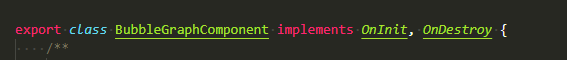 export class BubbleGraphComponent implements OnInit, OnDestroy {
/**